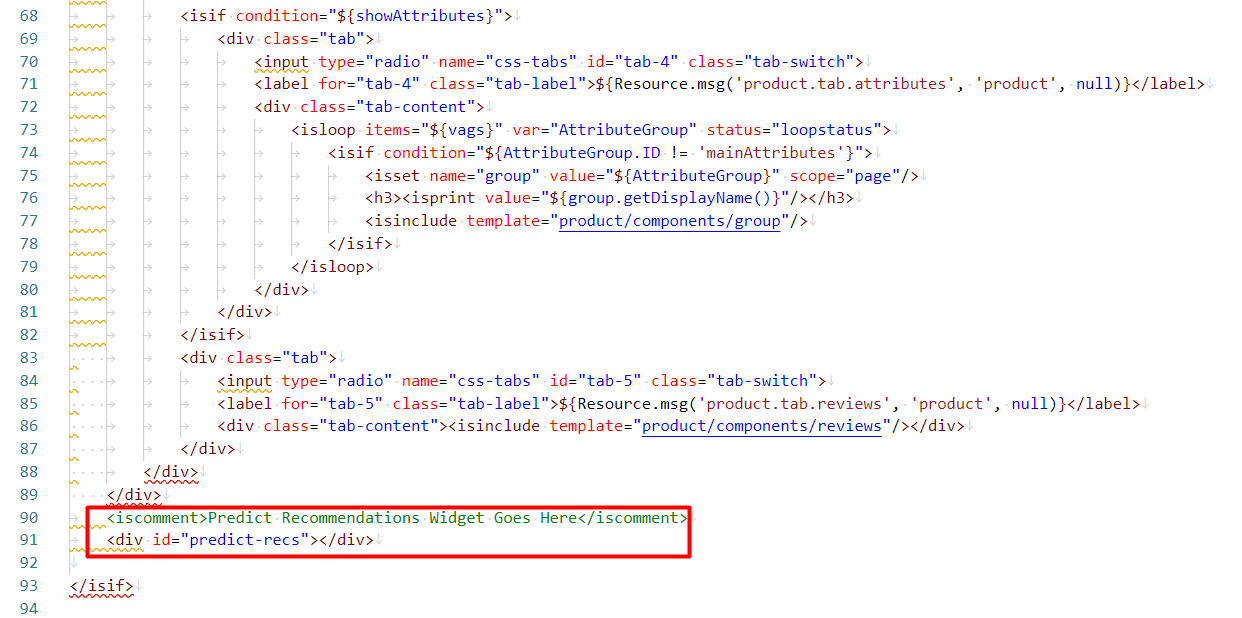 68 <isif condition="${showAttributes}">
69 <div class="tab">
70 <input type="radio" name="css-tabs" id="tab-4" class="tab-switch">
71 <label for="tab-4" class="tab-label">${Resource.msg('product.tab.attributes', 'product', null)}</label>
72 <div class="tab-content">
73 <isloop items="${vags}" var="AttributeGroup" status="loopstatus">
74 <isif condition="${AttributeGroup.ID != 'mainAttributes'}">
75 <isset name="group" value="${AttributeGroup}" scope="page"/>
76 <h3><isprint value="${group.getDisplayName()}"/></h3>
77 <isinclude template="product/components/group"/>
78 </isif>
79 </isloop>
80 </div>
81 </div>
82 </isif>
83 <div class="tab">
84 <input type="radio" name="css-tabs" id="tab-5" class="tab-switch">
85 <label for="tab-5" class="tab-label">${Resource.msg('product.tab.reviews', 'product', null)}</label>
86 <div class="tab-content"><isinclude template="product/components/reviews"/></div>
87 </div>
88 </div>
89 </div>
90 <iscomment>Predict Recommendations Widget Goes Here</iscomment>
91 <div id="predict-recs"></div>
92
93 </isif>
94